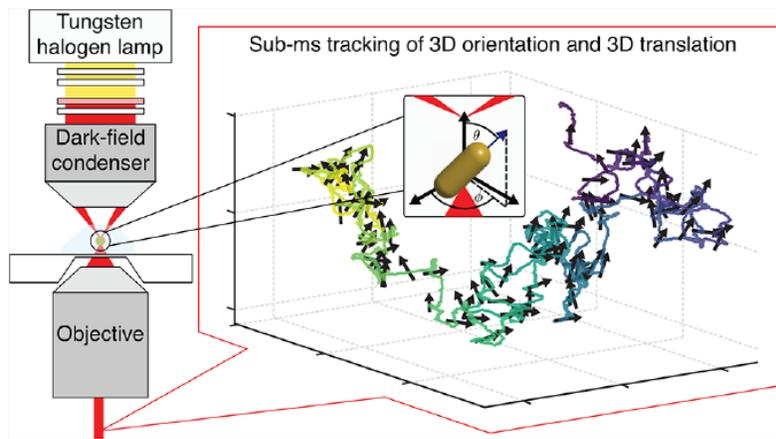 Tungsten
halogen lamp
Sub-ms tracking of 3D orientation and 3D translation
Dark-field
condenser
θ
ϕ
Objective